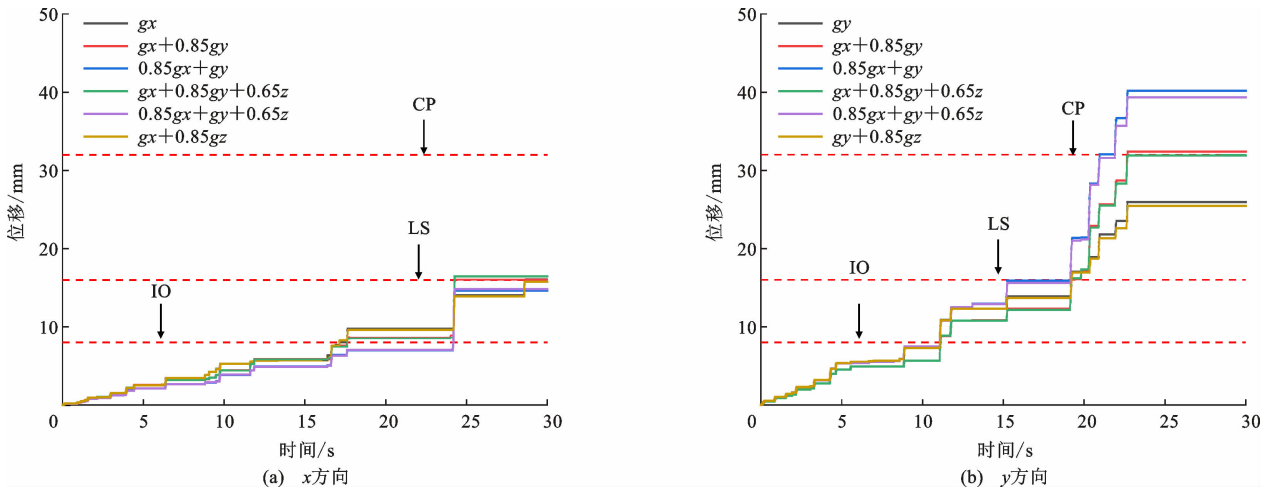 50
40
30
20
10
0
5
10
15
20
25
30
位移/mm
时间/s
gx
gx+0.85gy
0.85gx+gy
gx+0.85gy+0.65z
0.85gx+gy+0.65z
gx+0.85gz
CP
LS
IO
(a) x方向
50
40
30
20
10
0
5
10
15
20
25
30
位移/mm
时间/s
gy
gx+0.85gy
0.85gx+gy
gx+0.85gy+0.65z
0.85gx+gy+0.65z
gy+0.85gz
CP
LS
IO
(b) y方向